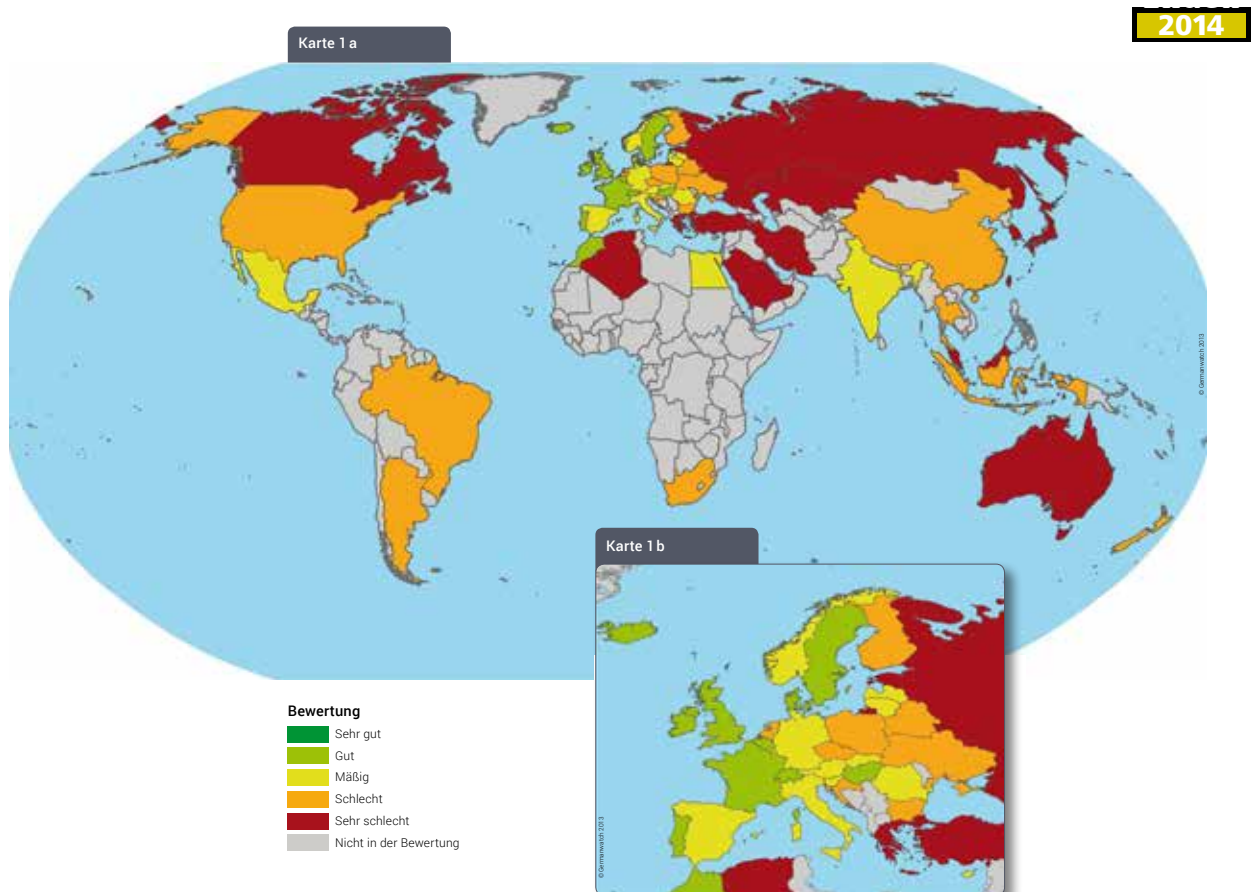 2014
Karte 1 a
© Germanwatch 2013
Karte 1 b
© Germanwatch 2013
Bewertung
Sehr gut
Gut
Mäßig
Schlecht
Sehr schlecht
Nicht in der Bewertung